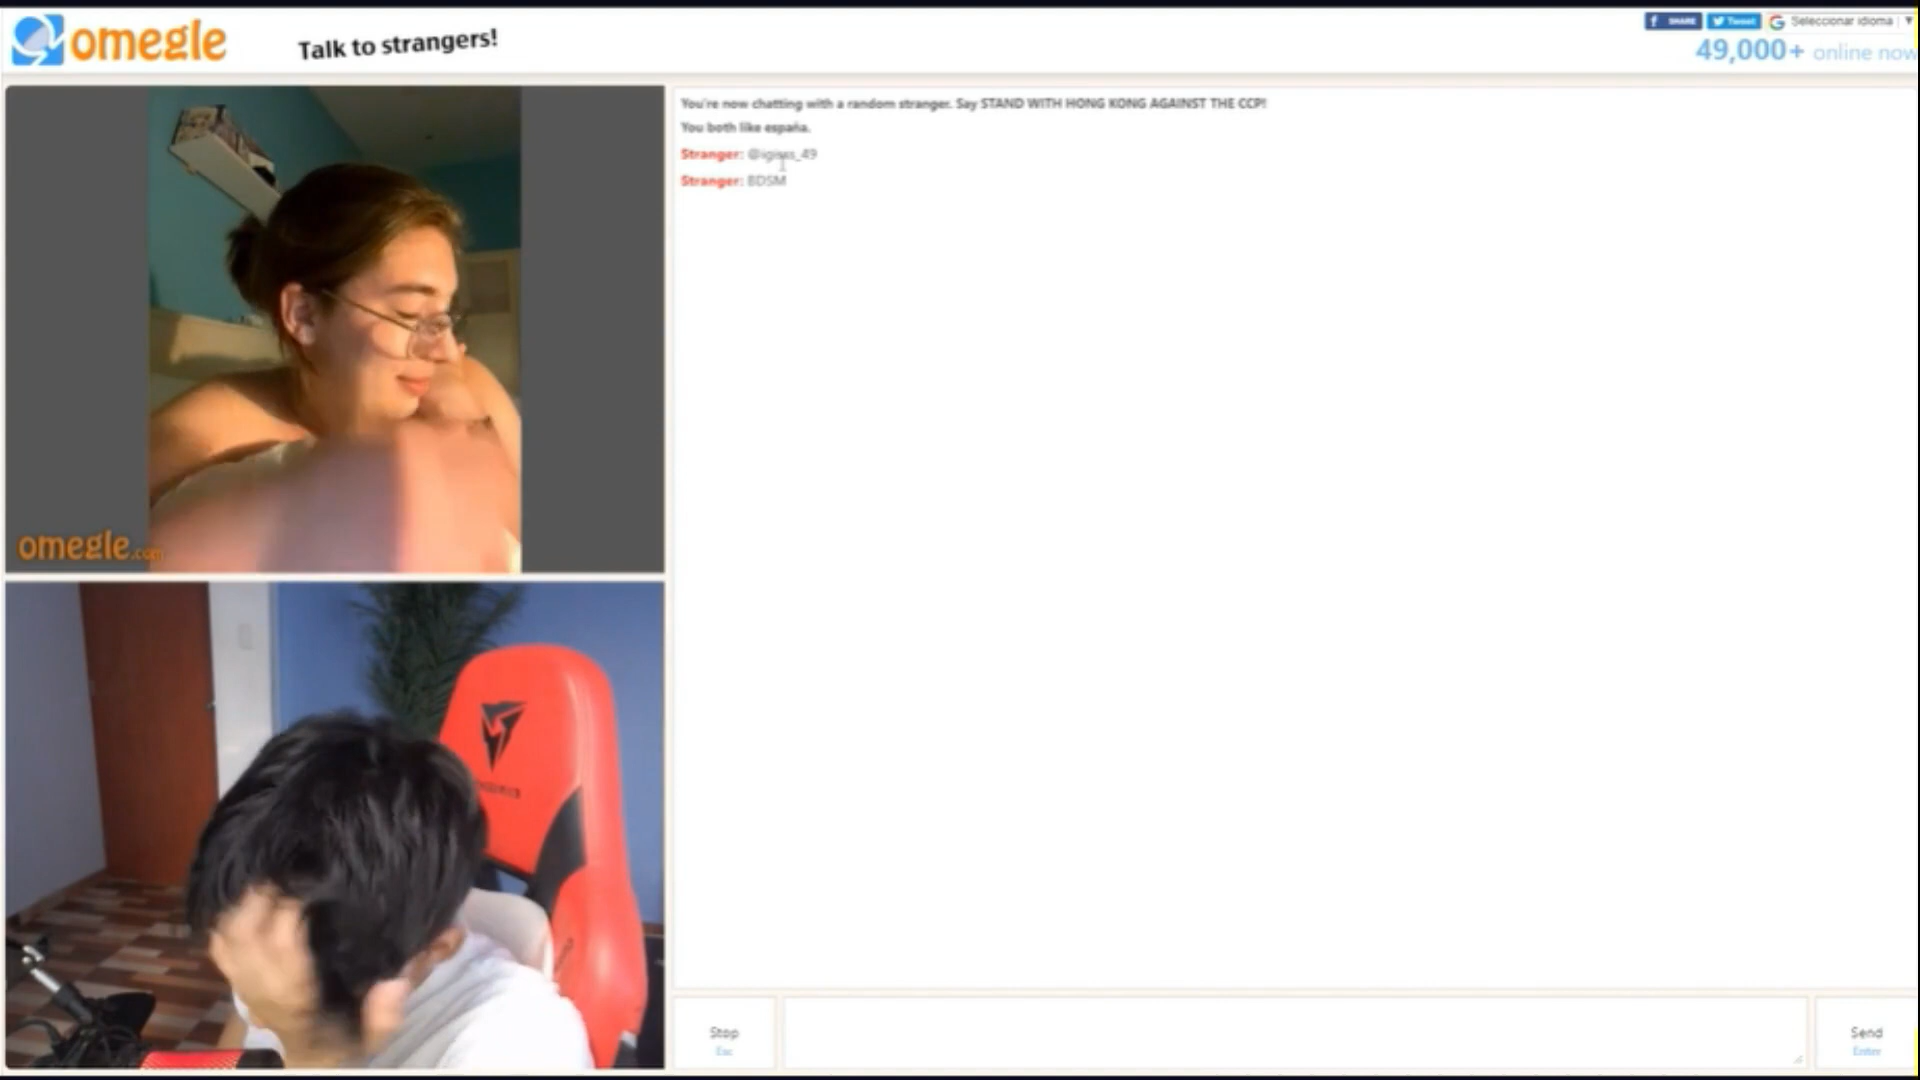 omegle
Talk to strangers!
SHARE
Tweet
Seleccionar idioma
49,000+ online now
You're now chatting with a random stranger. Say STAND WITH HONG KONG AGAINST THE CCP!
You both like españa.
Stranger:
Stranger: BDSM
omegle.com
Stop
Esc
Send
Enter